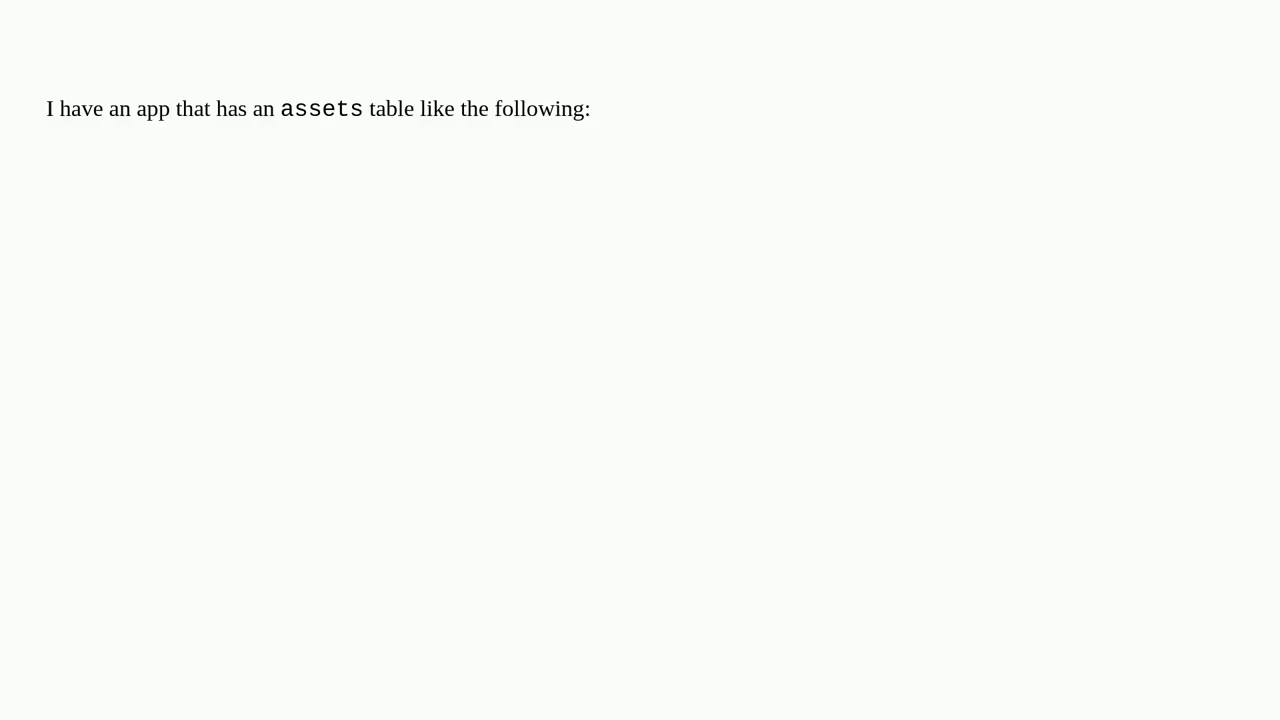 I have an app that has an assets table like the following: